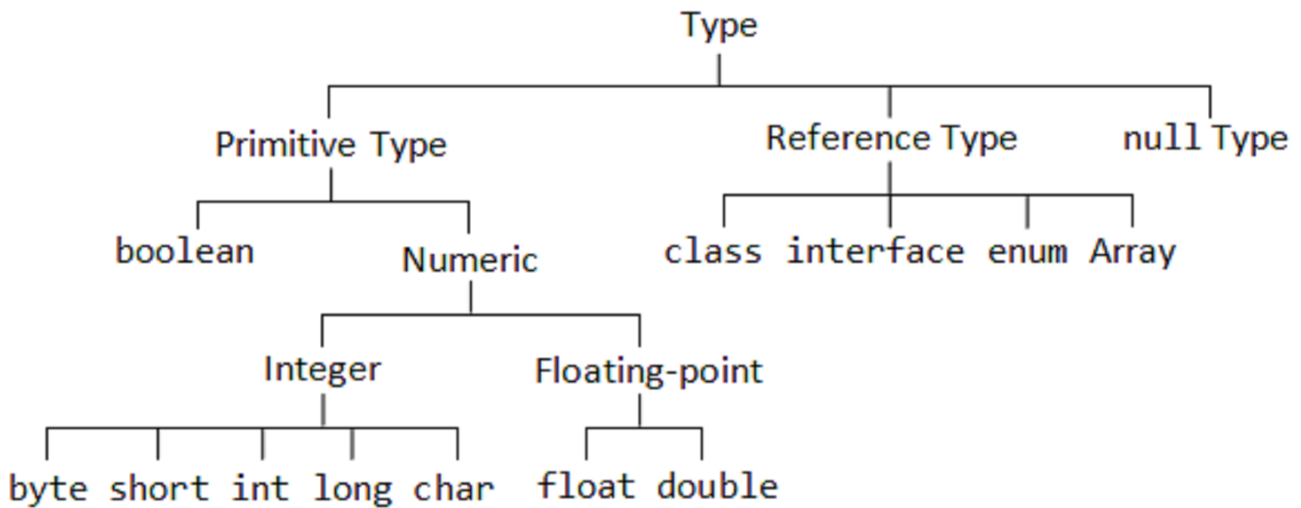 Type
Primitive Type Reference Type null Type
boolean Numeric class interface enum Array
Integer Floating-point
byte short int long char float double